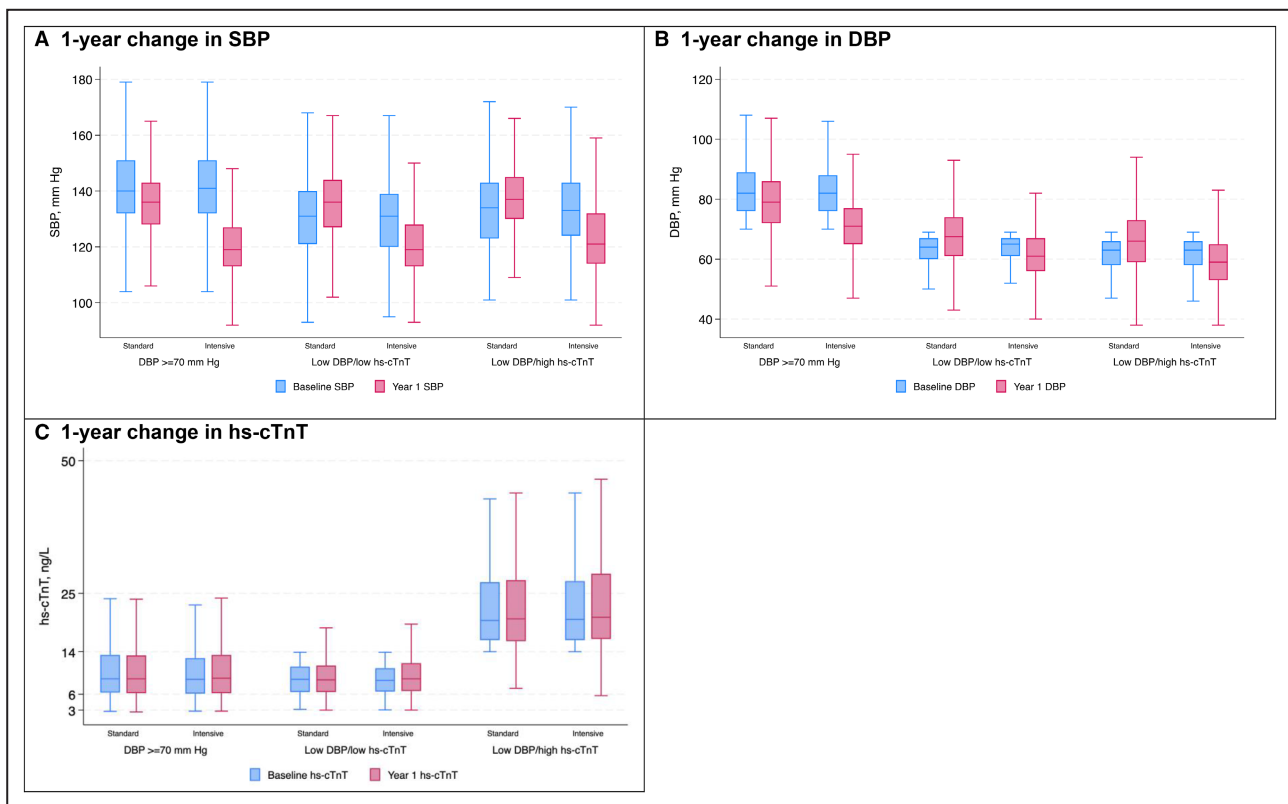 A 1-year change in SBP
180
160
140
120
100
SBP, mm Hg
Standard Intensive Standard Intensive Standard Intensive
DBP >=70 mm Hg Low DBP/low hs-cTnT Low DBP/high hs-cTnT
Baseline SBP Year 1 SBP
B 1-year change in DBP
120
100
80
60
40
DBP, mm Hg
Standard Intensive Standard Intensive Standard Intensive
DBP >=70 mm Hg Low DBP/low hs-cTnT Low DBP/high hs-cTnT
Baseline DBP Year 1 DBP
C 1-year change in hs-cTnT
50
25
14
6
3
hs-cTnT, ng/L
Standard Intensive Standard Intensive Standard Intensive
DBP >=70 mm Hg Low DBP/low hs-cTnT Low DBP/high hs-cTnT
Baseline hs-cTnT Year 1 hs-cTnT